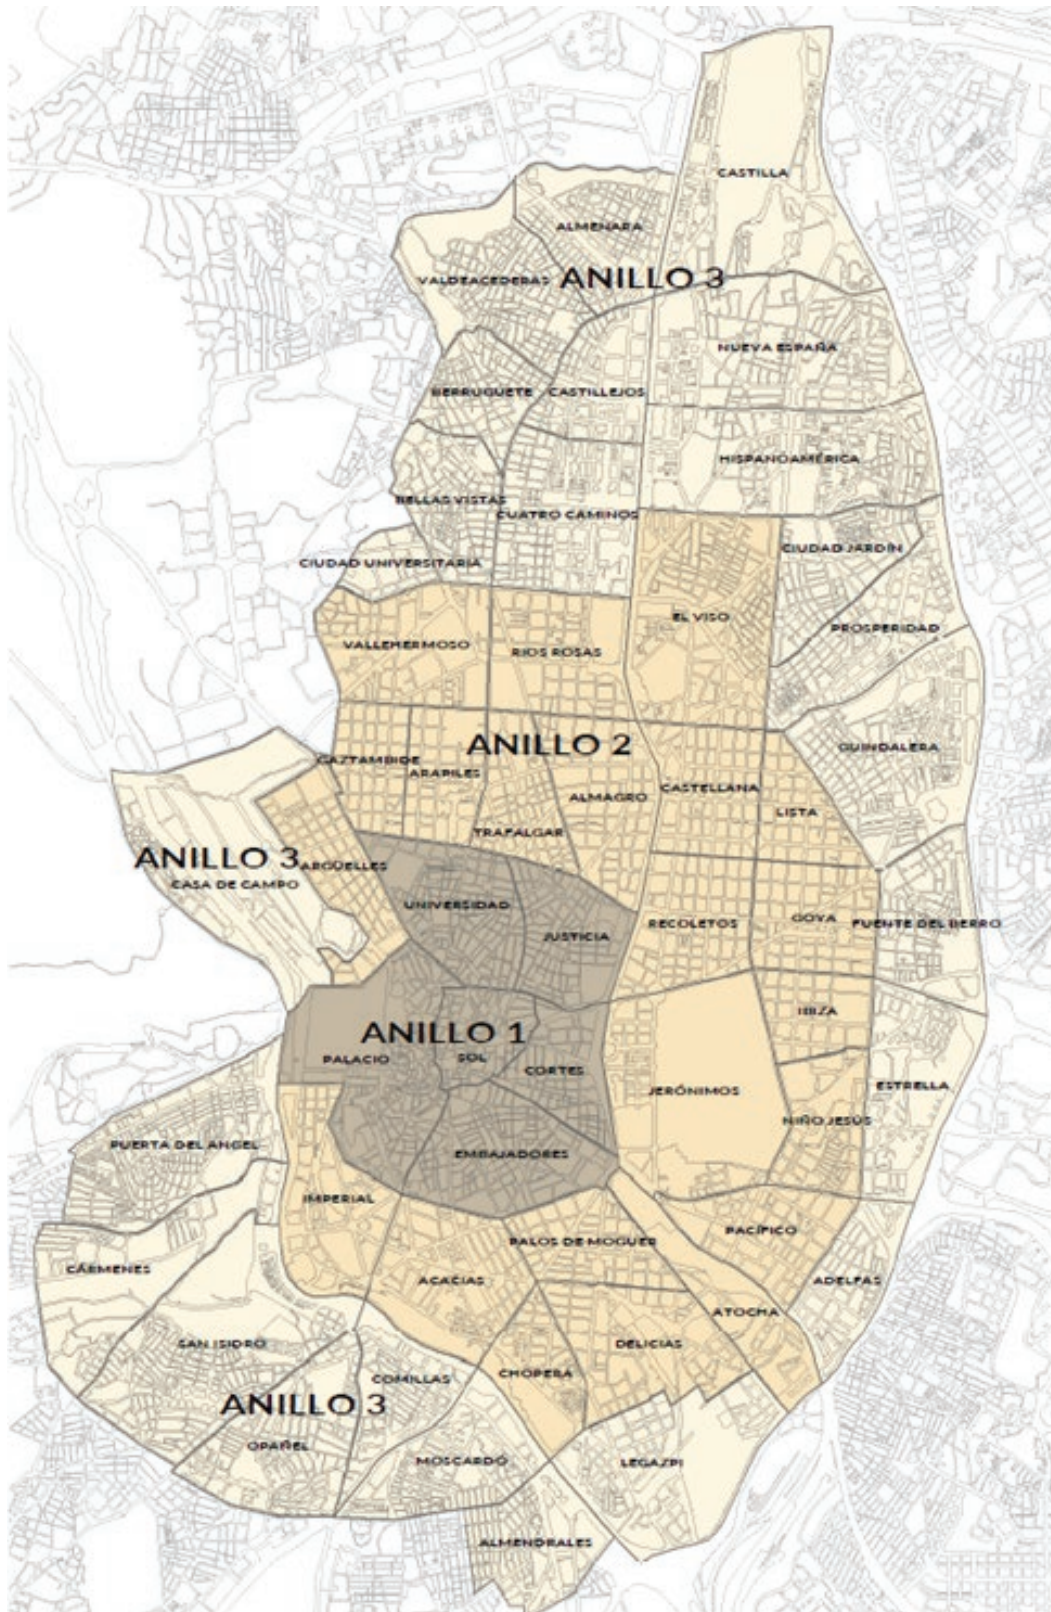 CASTILLA
ALMENARA
VALDEACEDERAS
ANILLO 3
NUEVA ESPAÑA
BERRUGUETE
CASTILLEJOS
HISPANOAMÉRICA
BELLAS VISTAS
CUATRO CAMINOS
CIUDAD JARDÍN
CIUDAD UNIVERSITARIA
EL VISO
PROSPERIDAD
VALLEHERMOSO
RIOS ROSAS
ANILLO 2
GUINDALERA
GAZTAMBIDE
ARAPILES
CASTELLANA
ALMAGRO
LISTA
TRAFALGAR
ANILLO 3
ARGÜELLES
CASA DE CAMPO
UNIVERSIDAD
GOYA
RECOLETOS
FUENTE DEL BERRO
JUSTICIA
IBIZA
ANILLO 1
PALACIO
SOL
CORTES
ESTRELLA
JERÓNIMOS
NIÑO JESÚS
PUERTA DEL ANGEL
EMBAJADORES
IMPERIAL
PACÍFICO
PALOS DE MOGUER
CÁRMENES
ACACIAS
ADELFAS
ATOCHA
SAN ISIDRO
DELICIAS
COMILLAS
CHOPERA
ANILLO 3
OPAÑEL
MOSCARDÓ
LEGAZPI
ALMENDRALES